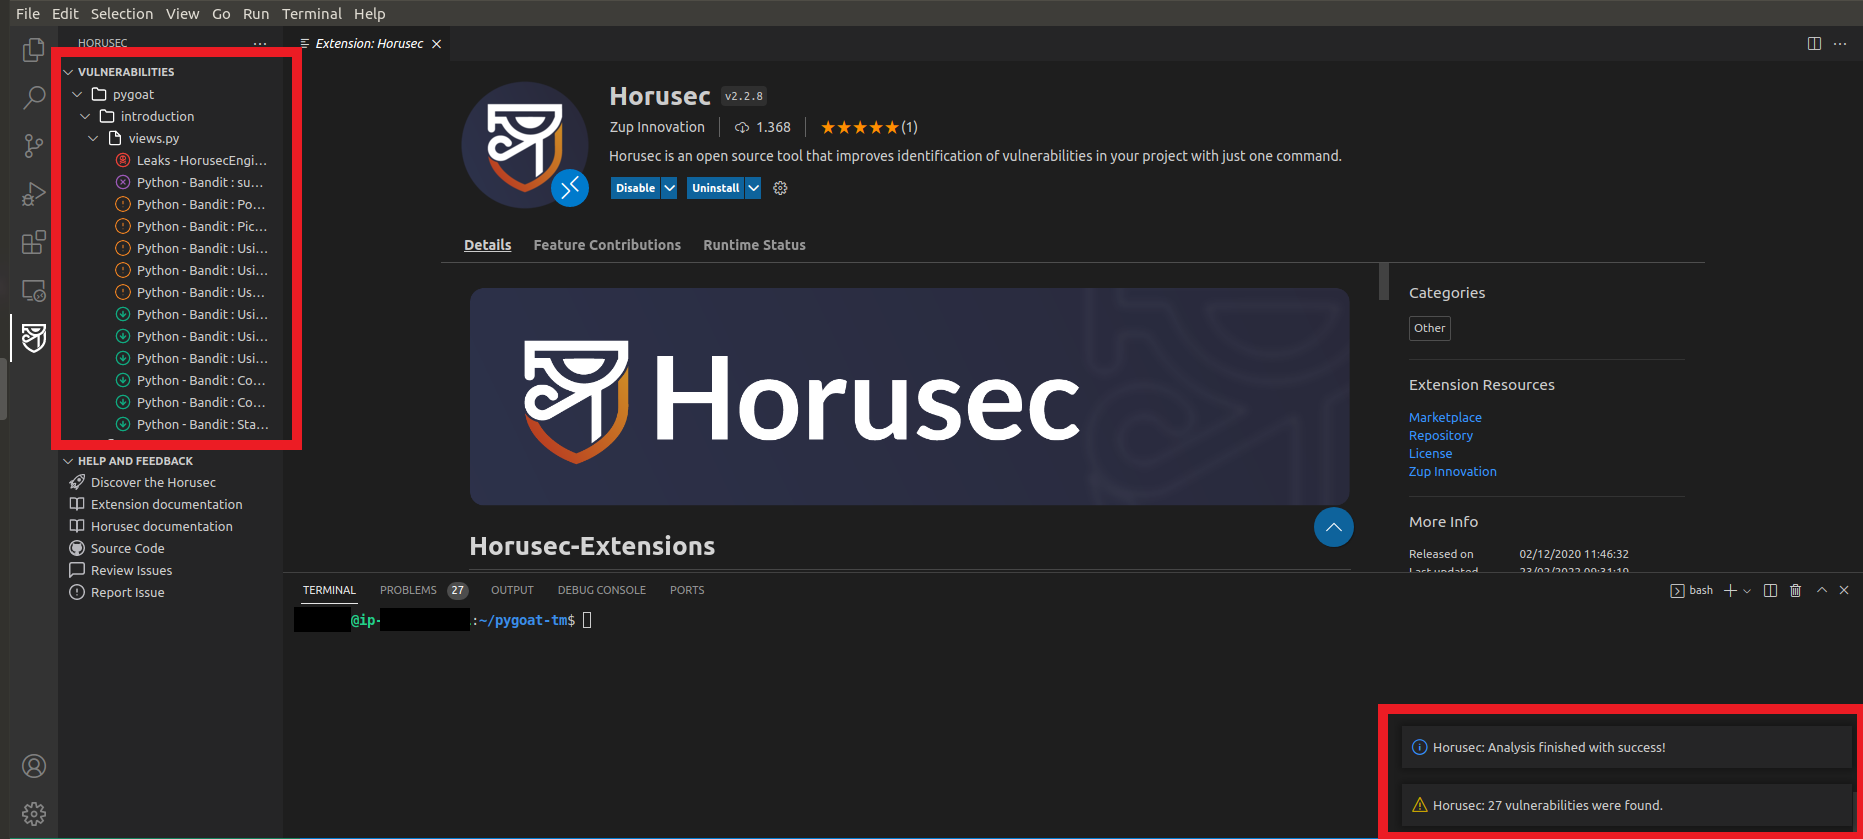 File Edit Selection View Go Run Terminal Help
HORUSEC ...
VULNERABILITIES
pygoat
introduction
views.py
Leaks - HorusecEngi...
Python - Bandit : su...
Python - Bandit : Po...
Python - Bandit : Pic...
Python - Bandit : Usi...
Python - Bandit : Usi...
Python - Bandit : Us...
Python - Bandit : Usi...
Python - Bandit : Usi...
Python - Bandit : Usi...
Python - Bandit : Co...
Python - Bandit : Co...
Python - Bandit : Sta...
HELP AND FEEDBACK
Discover the Horusec
Extension documentation
Horusec documentation
Source Code
Review Issues
Report Issue
Extension: Horusec
Horusec v2.2.8
Zup Innovation 1.368 (1)
Horusec is an open source tool that improves identification of vulnerabilities in your project with just one command.
Disable Uninstall
Details Feature Contributions Runtime Status
Horusec
Horusec-Extensions
Categories
Other
Extension Resources
Marketplace
Repository
License
Zup Innovation
More Info
Released on 02/12/2020 11:46:32
Last updated 23/02/2022 09:31:19
TERMINAL PROBLEMS 27 OUTPUT DEBUG CONSOLE PORTS bash
@ip- :~/pygoat-tm$
Horusec: Analysis finished with success!
Horusec: 27 vulnerabilities were found.